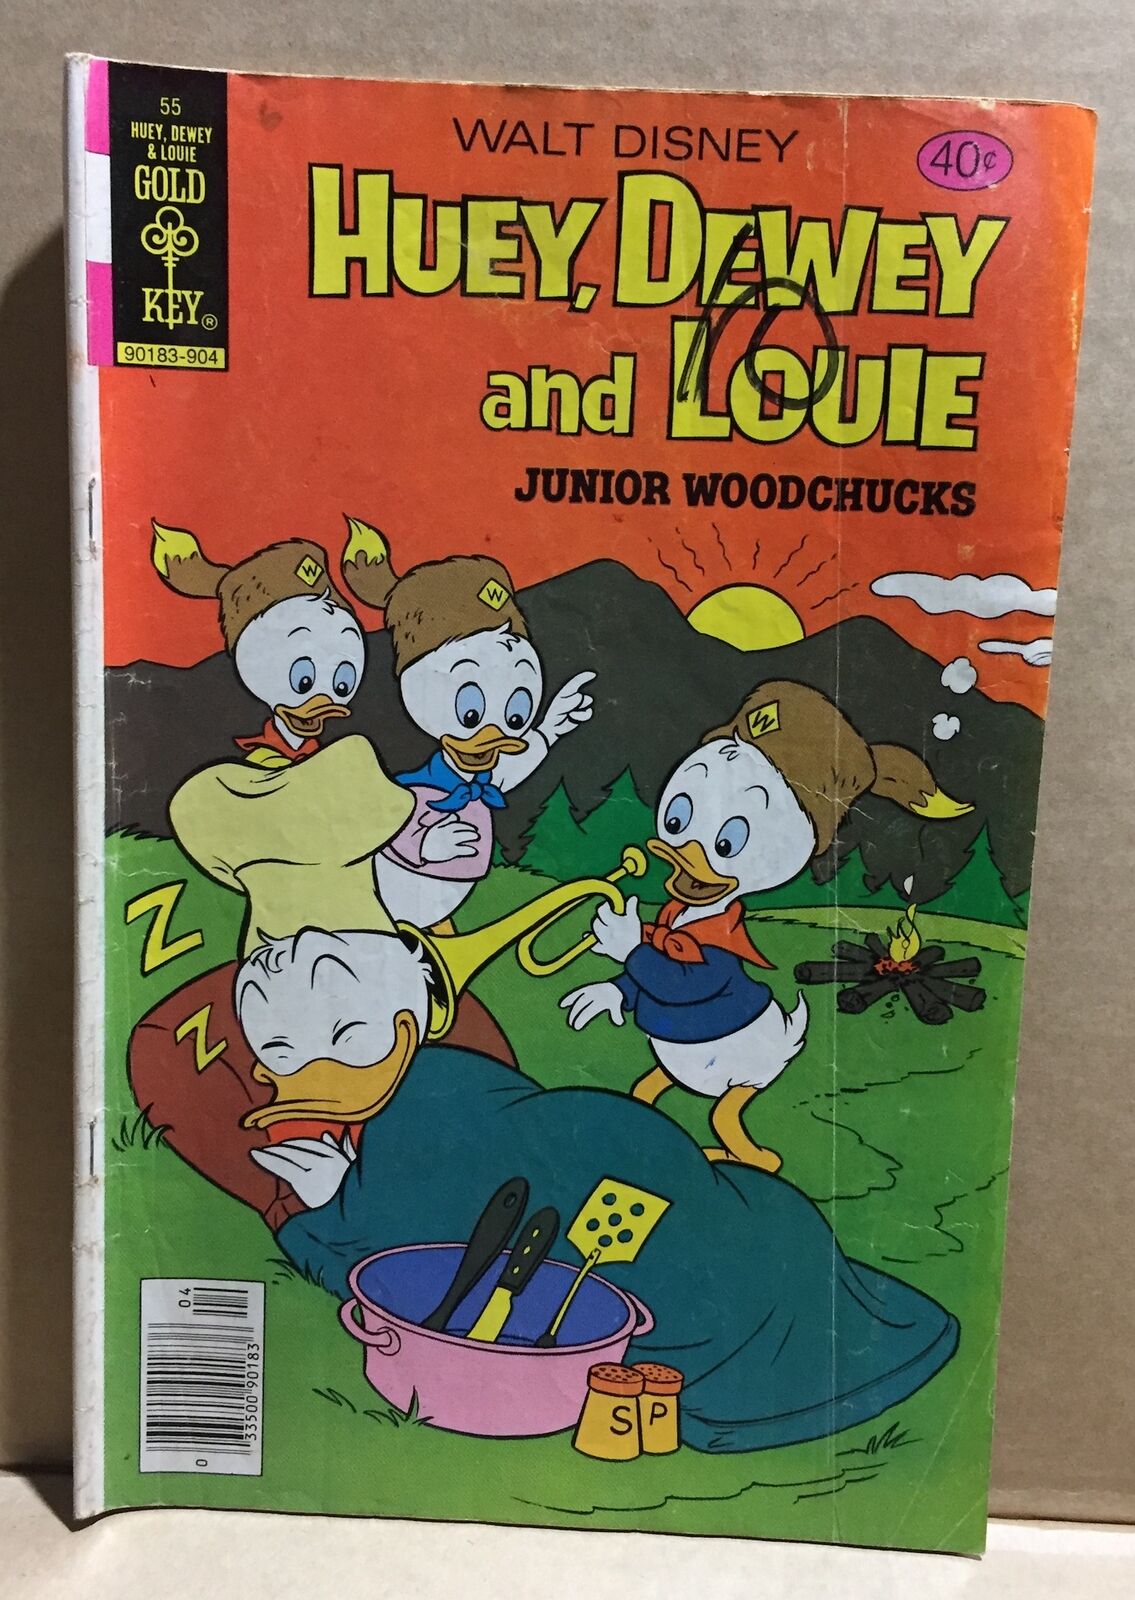 55
HUEY, DEWEY
& LOUIE
GOLD
KEY®
90183-904
WALT DISNEY
40¢
HUEY, DEWEY
and LOUIE
10
JUNIOR WOODCHUCKS
W
W
W
Z
Z
S P
04
33500 90183
0